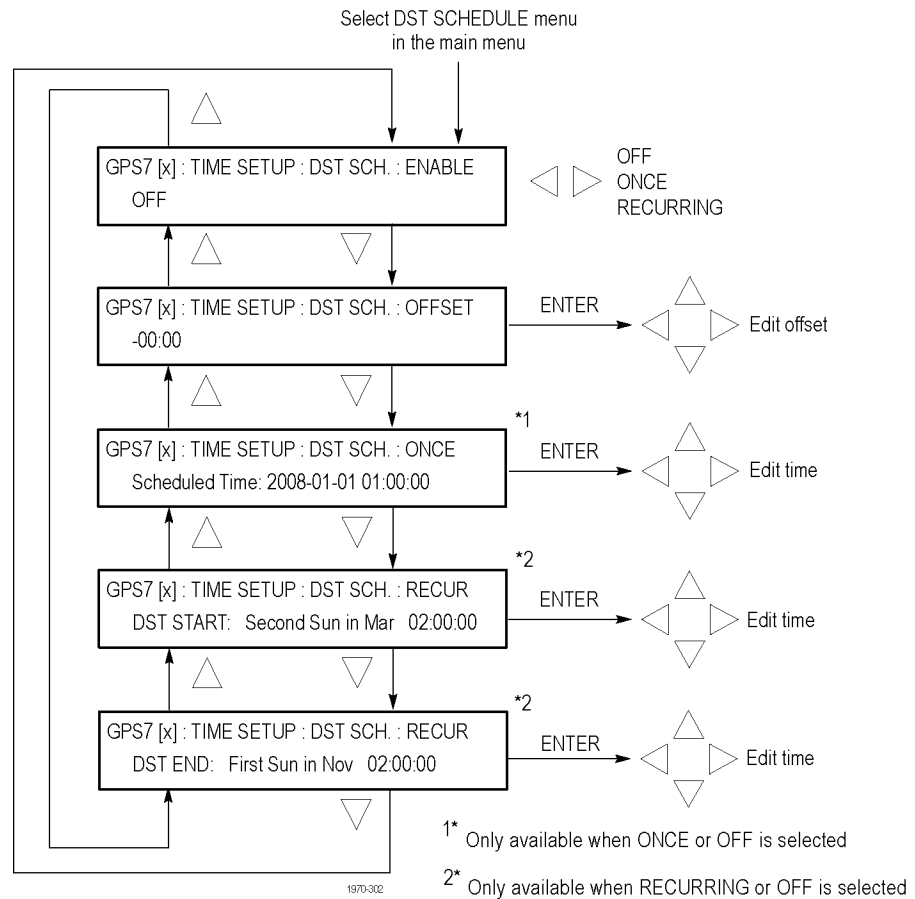 Select DST SCHEDULE menu
in the main menu
GPS7 [x] : TIME SETUP : DST SCH. : ENABLE
OFF
OFF
ONCE
RECURRING
GPS7 [x] : TIME SETUP : DST SCH. : OFFSET
-00:00
ENTER
Edit offset
*1
GPS7 [x] : TIME SETUP : DST SCH. : ONCE
Scheduled Time: 2008-01-01 01:00:00
ENTER
Edit time
*2
GPS7 [x] : TIME SETUP : DST SCH. : RECUR
DST START: Second Sun in Mar 02:00:00
ENTER
Edit time
*2
GPS7 [x] : TIME SETUP : DST SCH. : RECUR
DST END: First Sun in Nov 02:00:00
ENTER
Edit time
1* Only available when ONCE or OFF is selected
2* Only available when RECURRING or OFF is selected
1970-302